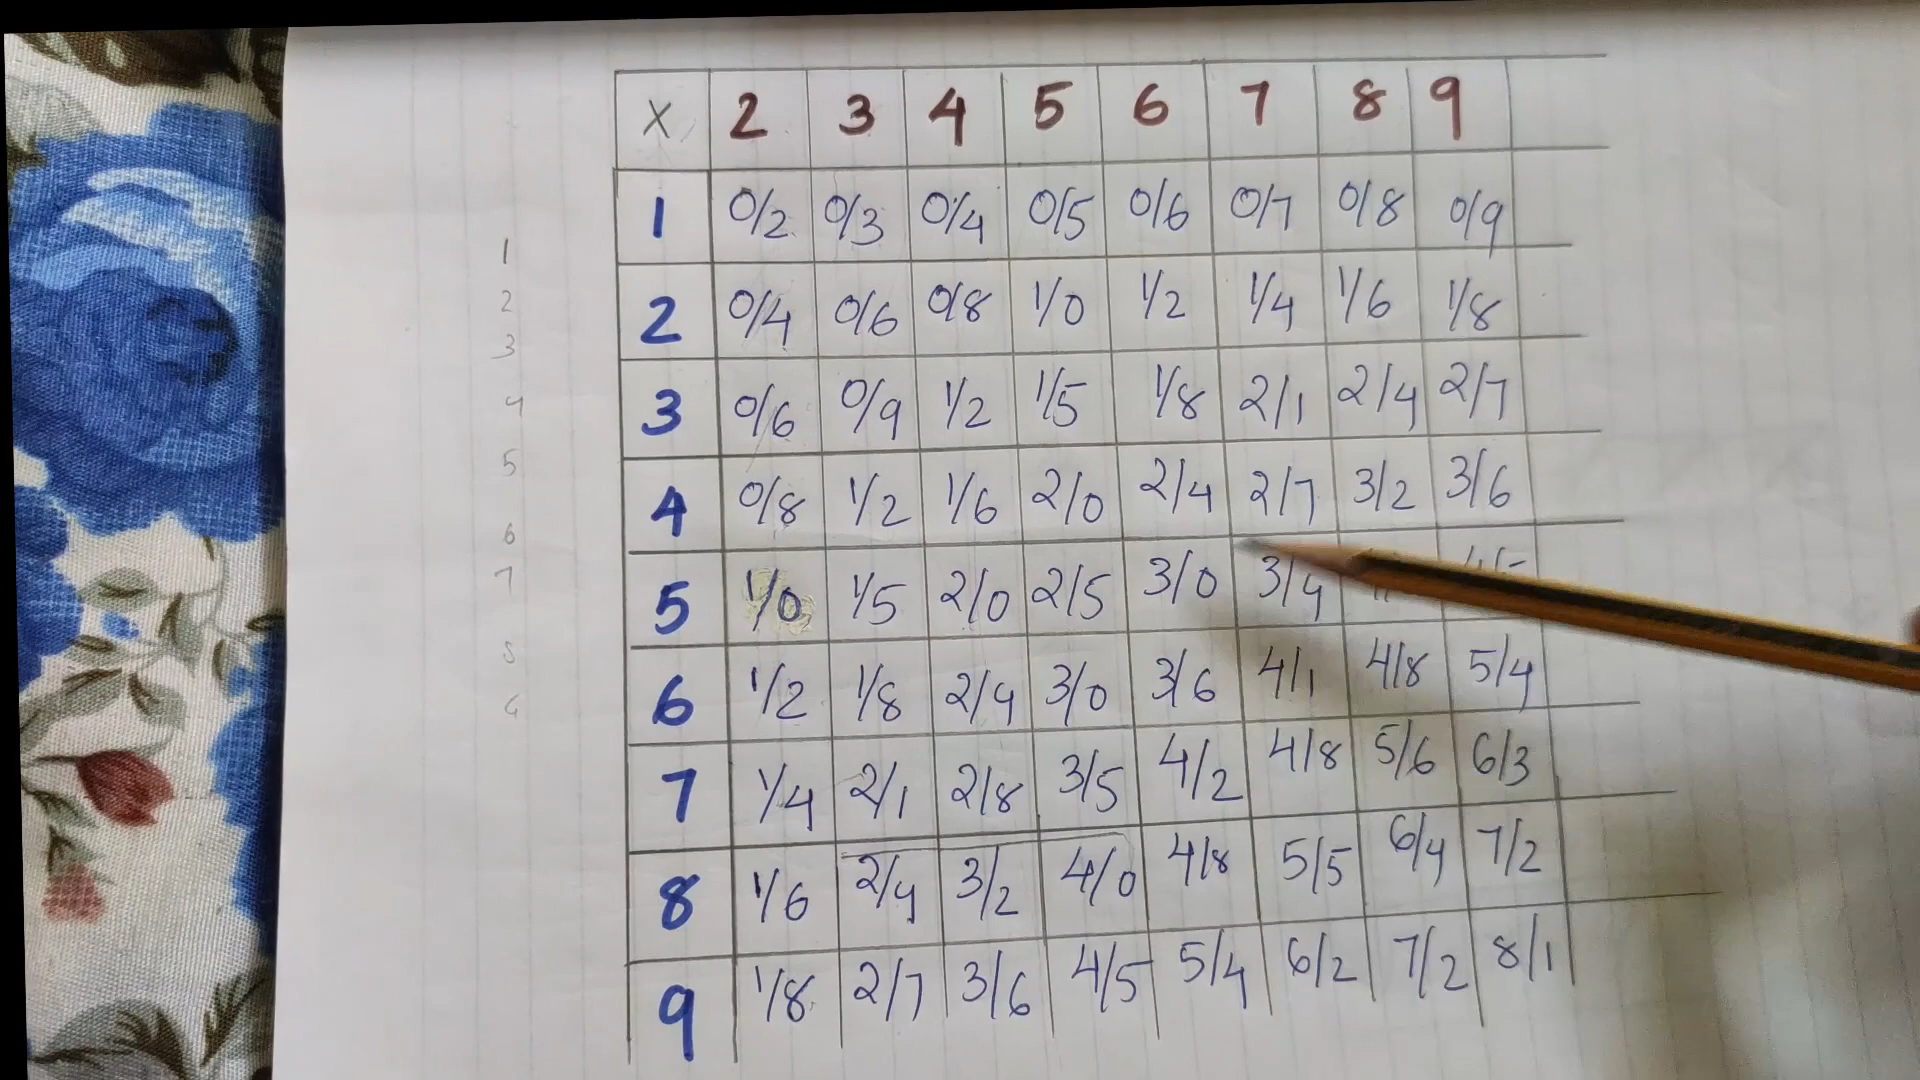 X 2 3 4 5 6 7 8 9
1 0/2 0/3 0/4 0/5 0/6 0/7 0/8 0/9
2 0/4 0/6 0/8 1/0 1/2 1/4 1/6 1/8
3 0/6 0/9 1/2 1/5 1/8 2/1 2/4 2/7
4 0/8 1/2 1/6 2/0 2/4 2/7 3/2 3/6
5 1/0 1/5 2/0 2/5 3/0 3/4
6 1/2 1/8 2/4 3/0 3/6 4/1 4/8 5/4
7 1/4 2/1 2/8 3/5 4/2 4/8 5/6 6/3
8 1/6 2/4 3/2 4/0 4/8 5/5 6/4 7/2
9 1/8 2/7 3/6 4/5 5/4 6/2 7/2 8/1
1
2
3
4
5
6
7